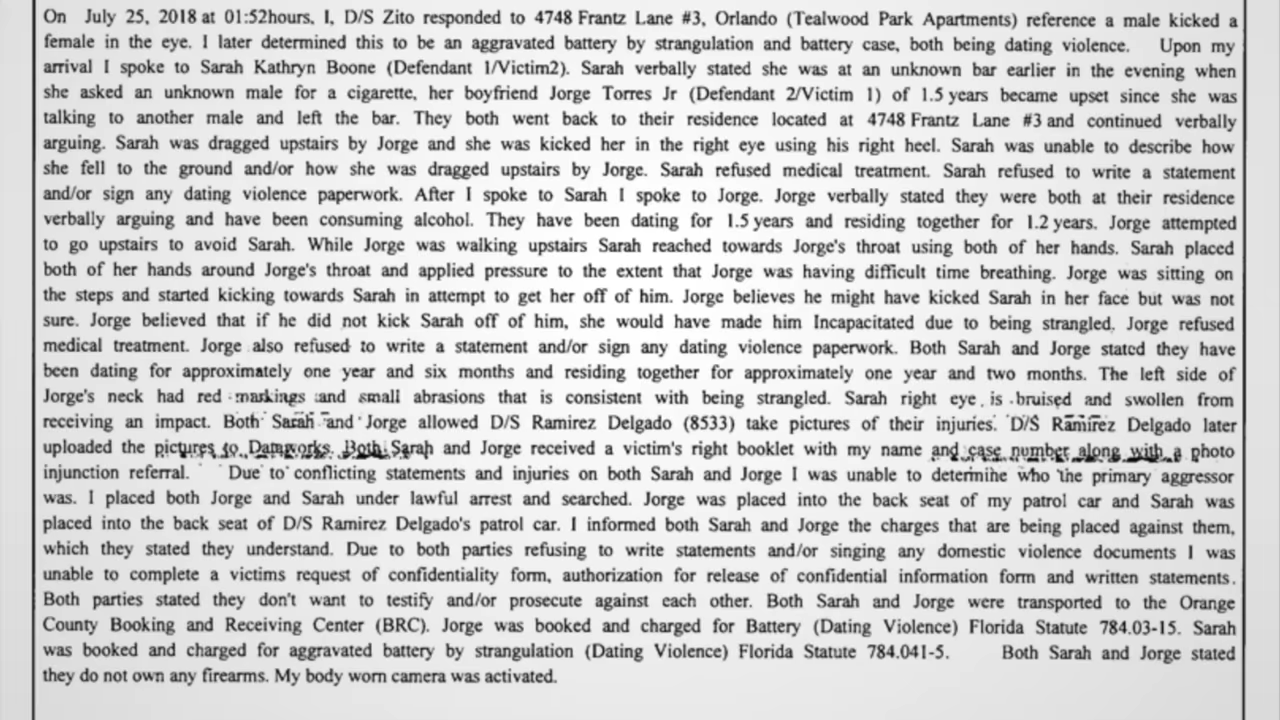 On July 25, 2018 at 01:52hours, I, D/S Zito responded to 4748 Frantz Lane #3, Orlando (Tealwood Park Apartments) reference a male kicked a
female in the eye. I later determined this to be an aggravated battery by strangulation and battery case, both being dating violence. Upon my
arrival I spoke to Sarah Kathryn Boone (Defendant 1/Victim2). Sarah verbally stated she was at an unknown bar earlier in the evening when
she asked an unknown male for a cigarette, her boyfriend Jorge Torres Jr (Defendant 2/Victim 1) of 1.5 years became upset since she was
talking to another male and left the bar. They both went back to their residence located at 4748 Frantz Lane #3 and continued verbally
arguing. Sarah was dragged upstairs by Jorge and she was kicked her in the right eye using his right heel. Sarah was unable to describe how
she fell to the ground and/or how she was dragged upstairs by Jorge. Sarah refused medical treatment. Sarah refused to write a statement
and/or sign any dating violence paperwork. After I spoke to Sarah I spoke to Jorge. Jorge verbally stated they were both at their residence
verbally arguing and have been consuming alcohol. They have been dating for 1.5 years and residing together for 1.2 years. Jorge attempted
to go upstairs to avoid Sarah. While Jorge was walking upstairs Sarah reached towards Jorge's throat using both of her hands. Sarah placed
both of her hands around Jorge's throat and applied pressure to the extent that Jorge was having difficult time breathing. Jorge was sitting on
the steps and started kicking towards Sarah in attempt to get her off of him. Jorge believes he might have kicked Sarah in her face but was not
sure. Jorge believed that if he did not kick Sarah off of him, she would have made him Incapacitated due to being strangled. Jorge refused
medical treatment. Jorge also refused to write a statement and/or sign any dating violence paperwork. Both Sarah and Jorge stated they have
been dating for approximately one year and six months and residing together for approximately one year and two months. The left side of
Jorge's neck had red markings and small abrasions that is consistent with being strangled. Sarah right eye is bruised and swollen from
receiving an impact. Both Sarah and Jorge allowed D/S Ramirez Delgado (8533) take pictures of their injuries. D/S Ramirez Delgado later
uploaded the pictures to Dataworks. Both Sarah and Jorge received a victim's right booklet with my name and case number along with a photo
injunction referral. Due to conflicting statements and injuries on both Sarah and Jorge I was unable to determine who the primary aggressor
was. I placed both Jorge and Sarah under lawful arrest and searched. Jorge was placed into the back seat of my patrol car and Sarah was
placed into the back seat of D/S Ramirez Delgado's patrol car. I informed both Sarah and Jorge the charges that are being placed against them,
which they stated they understand. Due to both parties refusing to write statements and/or singing any domestic violence documents I was
unable to complete a victims request of confidentiality form, authorization for release of confidential information form and written statements.
Both parties stated they don't want to testify and/or prosecute against each other. Both Sarah and Jorge were transported to the Orange
County Booking and Receiving Center (BRC). Jorge was booked and charged for Battery (Dating Violence) Florida Statute 784.03-15. Sarah
was booked and charged for aggravated battery by strangulation (Dating Violence) Florida Statute 784.041-5. Both Sarah and Jorge stated
they do not own any firearms. My body worn camera was activated.